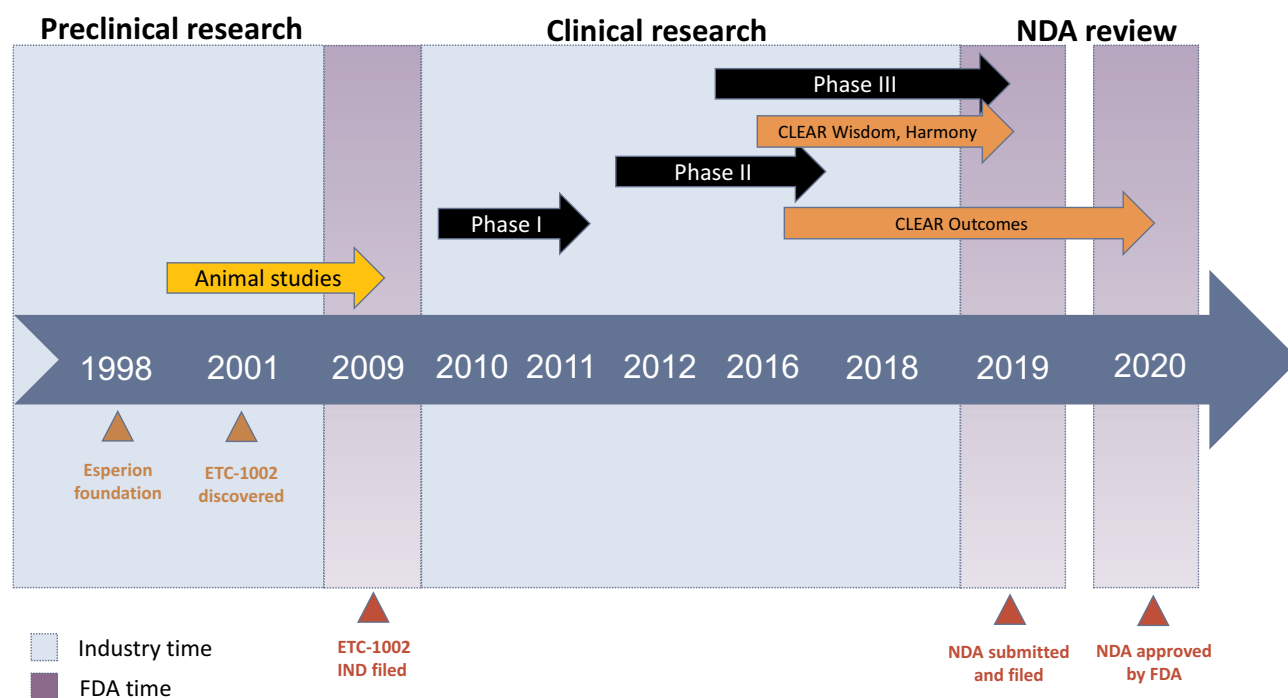 Preclinical research
Clinical research
NDA review
Phase III
CLEAR Wisdom, Harmony
Phase II
Phase I
CLEAR Outcomes
Animal studies
1998
2001
2009
2010
2011
2012
2016
2018
2019
2020
Esperion
foundation
ETC-1002
discovered
ETC-1002
IND filed
NDA submitted
and filed
NDA approved
by FDA
Industry time
FDA time